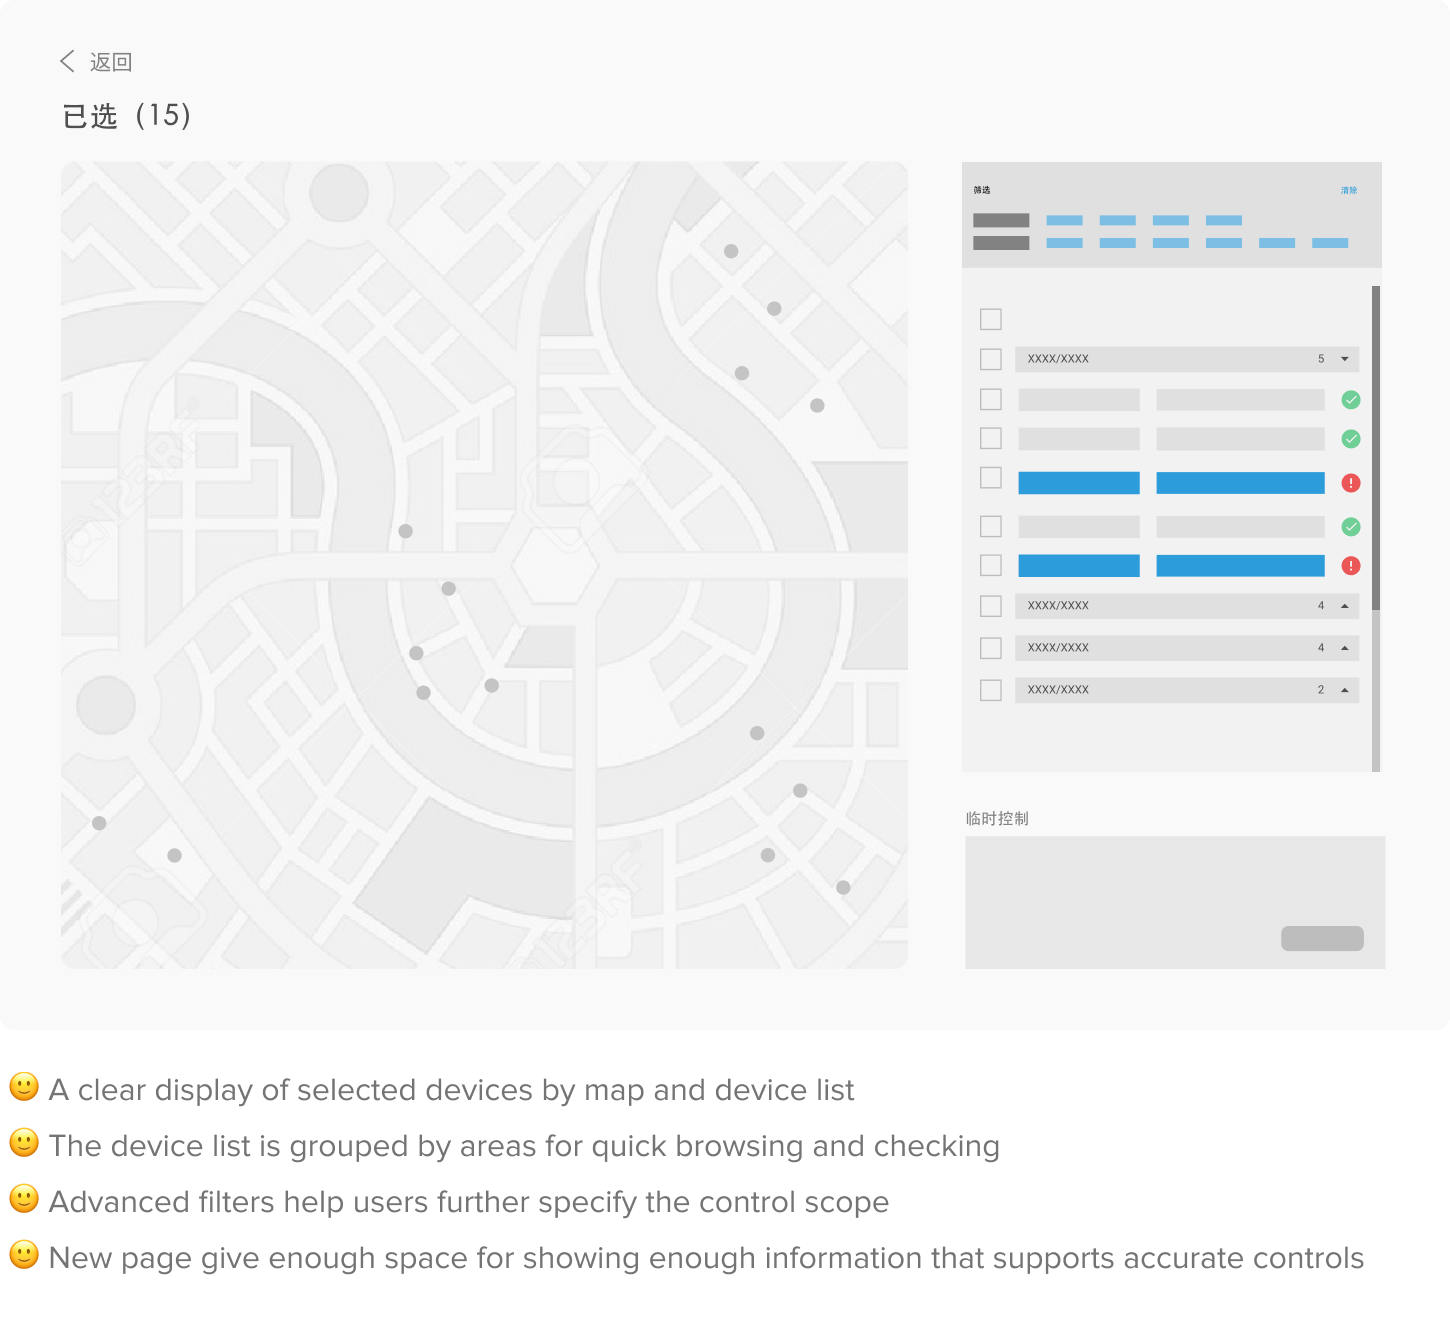 返回
已选（15）
筛选
清除
XXXX/XXXX 5
XXXX/XXXX 4
XXXX/XXXX 4
XXXX/XXXX 2
临时控制
123RF
123RF
🙂 A clear display of selected devices by map and device list
🙂 The device list is grouped by areas for quick browsing and checking
🙂 Advanced filters help users further specify the control scope
🙂 New page give enough space for showing enough information that supports accurate controls